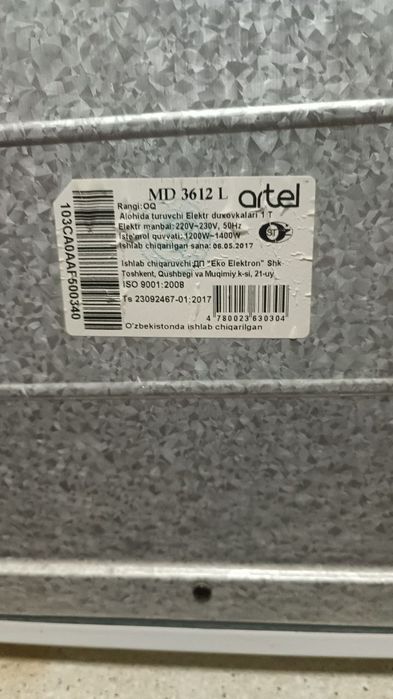 MD 3612 L artel
Rangi:OQ
Alohida turuvchi Elektr duxovkalari 1 T
Elektr manbai: 220V~230V, 50Hz
Iste'mol quvvati: 1200W~1400W
Ishlab chiqarilgan sana: 06.05.2017
Ishlab chiqaruvchi:ДП "Eko Elektron" Shk
Toshkent, Qushbegi va Muqimiy k-si, 21-uy
ISO 9001:2008
Ts 23092467-01:2017
4 780023 630304
O'zbekistonda ishlab chiqarilgan
103CA0AAF500340